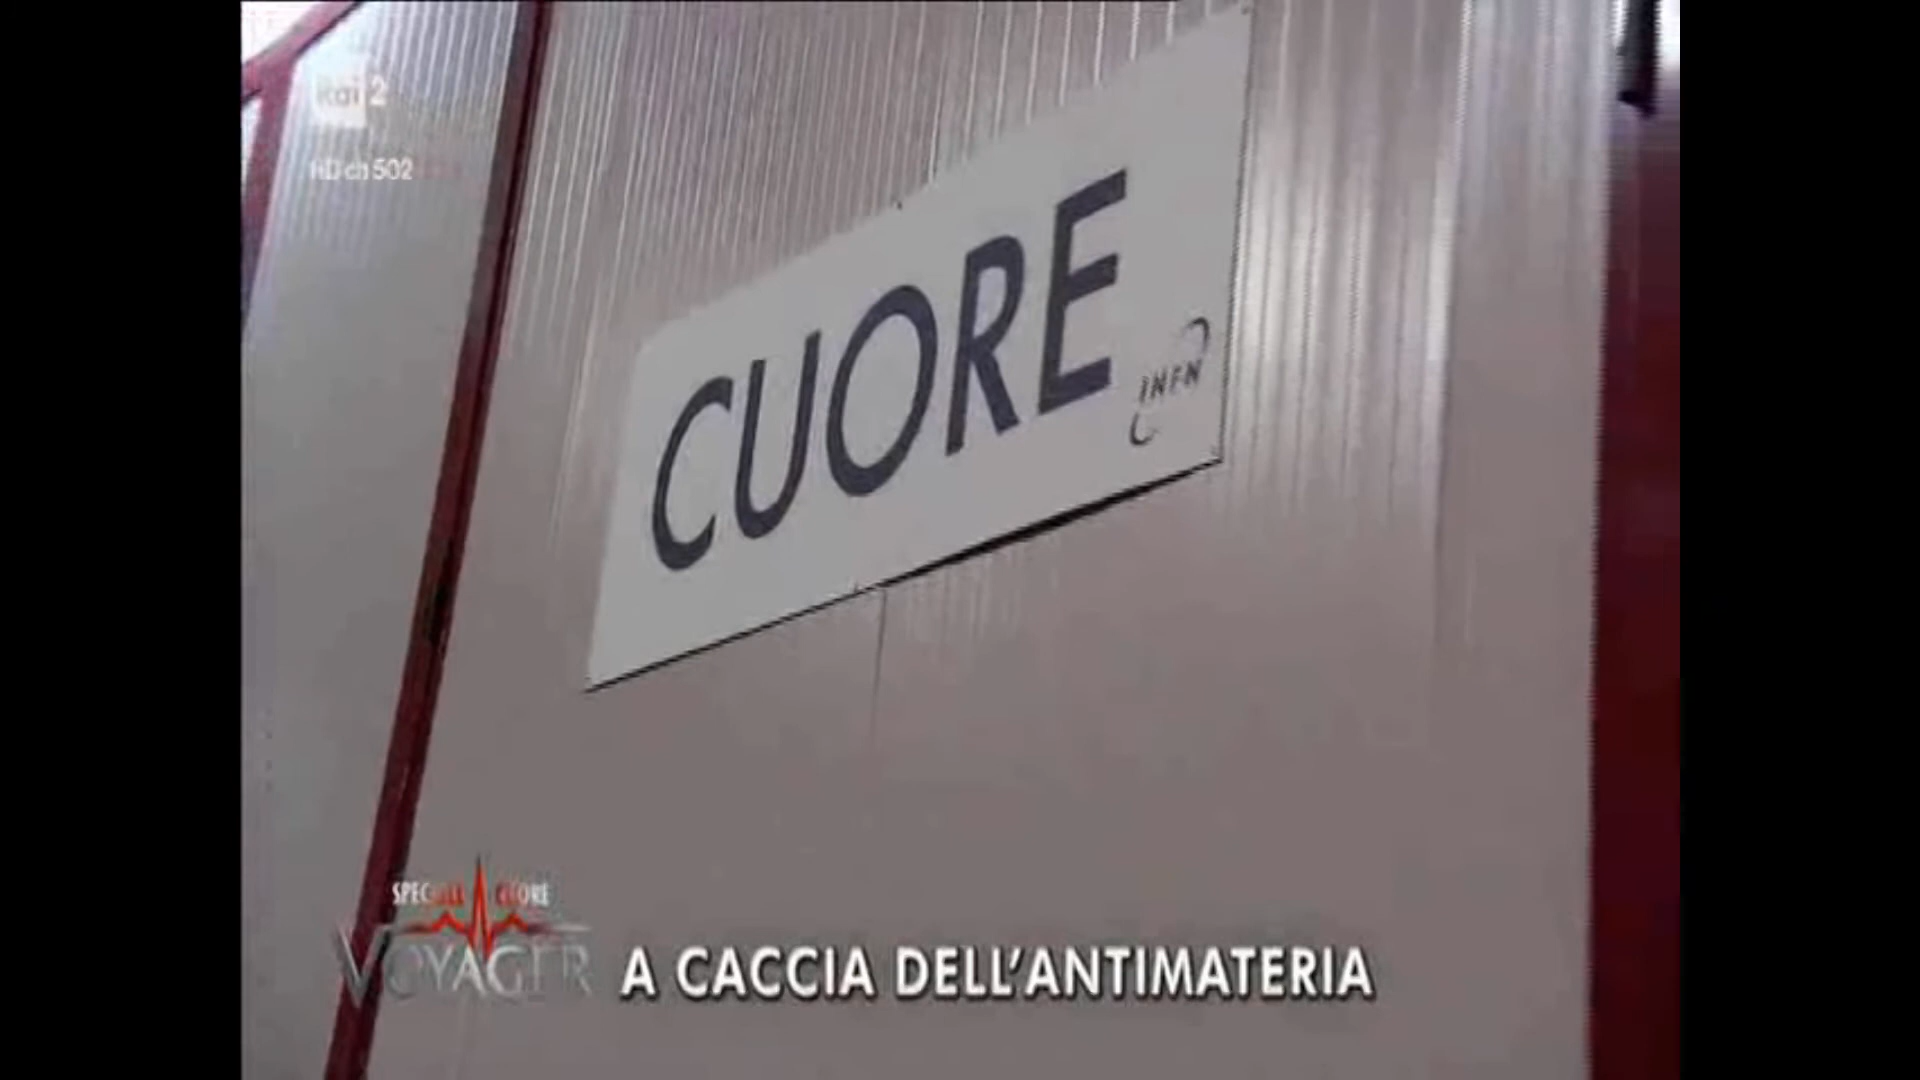 Rai 2
HD ch 502
CUORE
INFN
SPECIALE CUORE
VOYAGER
A CACCIA DELL'ANTIMATERIA